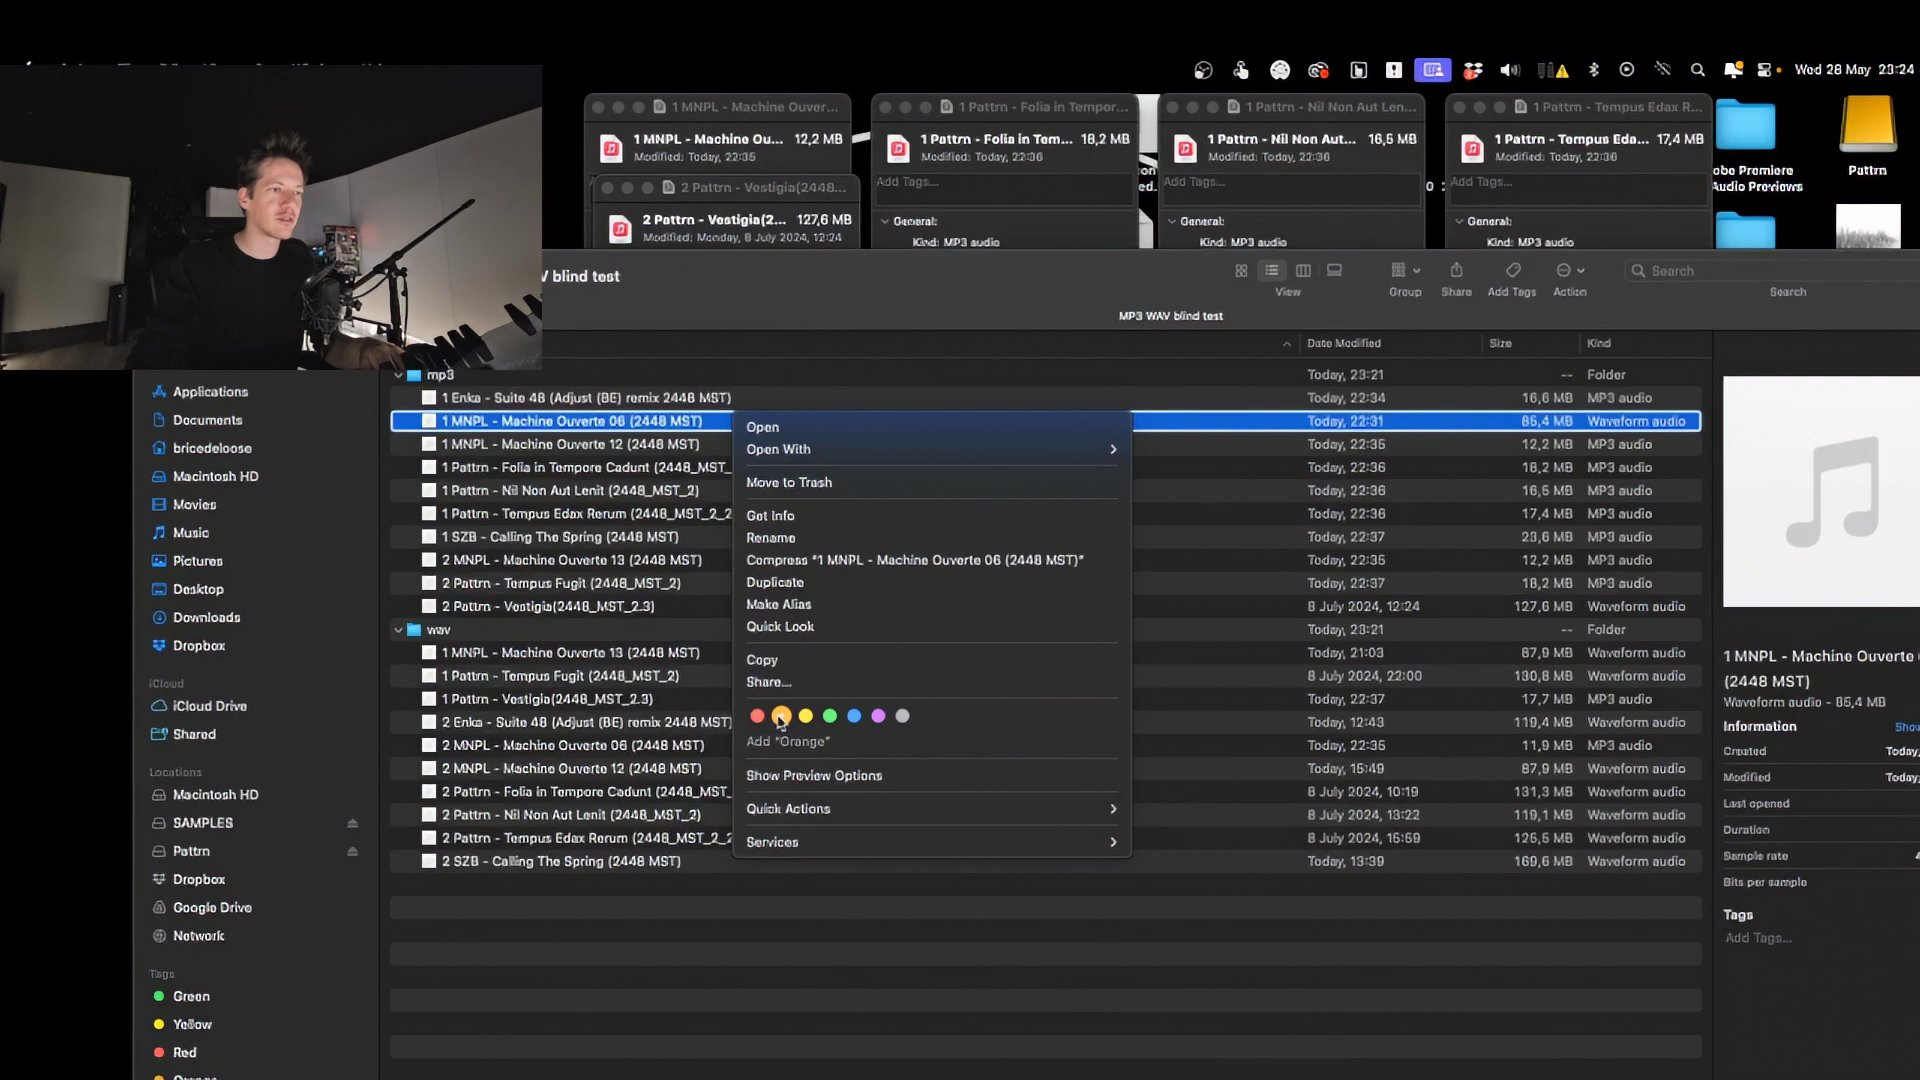 Wed 28 May 23:24
1 MNPL - Machine Ouver...
1 Pattrn - Folia in Tempor...
1 Pattrn - Nil Non Aut Len...
1 Pattrn - Tempus Edax R...
1 MNPL - Machine Ou... 12,2 MB
Modified: Today, 22:35
1 Pattrn - Folia in Tem... 18,2 MB
Modified: Today, 22:36
1 Pattrn - Nil Non Aut... 16,5 MB
Modified: Today, 22:36
1 Pattrn - Tempus Eda... 17,4 MB
Modified: Today, 22:36
obe Premiere
Audio Previews
Pattrn
Add Tags...
Add Tags...
Add Tags...
2 Pattrn - Vestigia(2448...
2 Pattrn - Vestigia(2... 127,6 MB
Modified: Monday, 8 July 2024, 12:24
General:
Kind: MP3 audio
General:
Kind: MP3 audio
General:
Kind: MP3 audio
V blind test
View
Group
Share
Add Tags
Action
Search
Search
MP3 WAV blind test
Date Modified Size Kind
mp3 Today, 23:21 -- Folder
1 Enka - Suite 48 (Adjust (BE) remix 2448 MST) Today, 22:34 16,6 MB MP3 audio
1 MNPL - Machine Ouverte 06 (2448 MST) Today, 22:31 85,4 MB Waveform audio
1 MNPL - Machine Ouverte 12 (2448 MST) Today, 22:35 12,2 MB MP3 audio
1 Pattrn - Folia in Tempore Cadunt (2448_MST_ Today, 22:36 18,2 MB MP3 audio
1 Pattrn - Nil Non Aut Lenit (2448_MST_2) Today, 22:36 16,5 MB MP3 audio
1 Pattrn - Tempus Edax Rerum (2448_MST_2_2 Today, 22:36 17,4 MB MP3 audio
1 SZB - Calling The Spring (2448 MST) Today, 22:37 23,6 MB MP3 audio
2 MNPL - Machine Ouverte 13 (2448 MST) Today, 22:35 12,2 MB MP3 audio
2 Pattrn - Tempus Fugit (2448_MST_2) Today, 22:37 18,2 MB MP3 audio
2 Pattrn - Vestigia(2448_MST_2.3) 8 July 2024, 12:24 127,6 MB Waveform audio
wav Today, 23:21 -- Folder
1 MNPL - Machine Ouverte 13 (2448 MST) Today, 21:03 87,9 MB Waveform audio
1 Pattrn - Tempus Fugit (2448_MST_2) 8 July 2024, 22:00 130,8 MB Waveform audio
1 Pattrn - Vestigia(2448_MST_2.3) Today, 22:37 17,7 MB MP3 audio
2 Enka - Suite 48 (Adjust (BE) remix 2448 MST) Today, 12:43 119,4 MB Waveform audio
2 MNPL - Machine Ouverte 06 (2448 MST) Today, 22:35 11,9 MB MP3 audio
2 MNPL - Machine Ouverte 12 (2448 MST) Today, 15:49 87,9 MB Waveform audio
2 Pattrn - Folia in Tempore Cadunt (2448_MST_ 8 July 2024, 10:19 131,3 MB Waveform audio
2 Pattrn - Nil Non Aut Lenit (2448_MST_2) 8 July 2024, 13:22 119,1 MB Waveform audio
2 Pattrn - Tempus Edax Rerum (2448_MST_2_2 8 July 2024, 15:59 125,5 MB Waveform audio
2 SZB - Calling The Spring (2448 MST) Today, 13:39 169,6 MB Waveform audio
Open
Open With
Move to Trash
Get Info
Rename
Compress "1 MNPL - Machine Ouverte 06 (2448 MST)"
Duplicate
Make Alias
Quick Look
Copy
Share...
Add "Orange"
Show Preview Options
Quick Actions
Services
Applications
Documents
bricedeloose
Macintosh HD
Movies
Music
Pictures
Desktop
Downloads
Dropbox
iCloud
iCloud Drive
Shared
Locations
Macintosh HD
SAMPLES
Pattrn
Dropbox
Google Drive
Network
Tags
Green
Yellow
Red
1 MNPL - Machine Ouverte
(2448 MST)
Waveform audio - 85,4 MB
Information Show
Created Today,
Modified Today,
Last opened
Duration
Sample rate
Bits per sample
Tags
Add Tags...